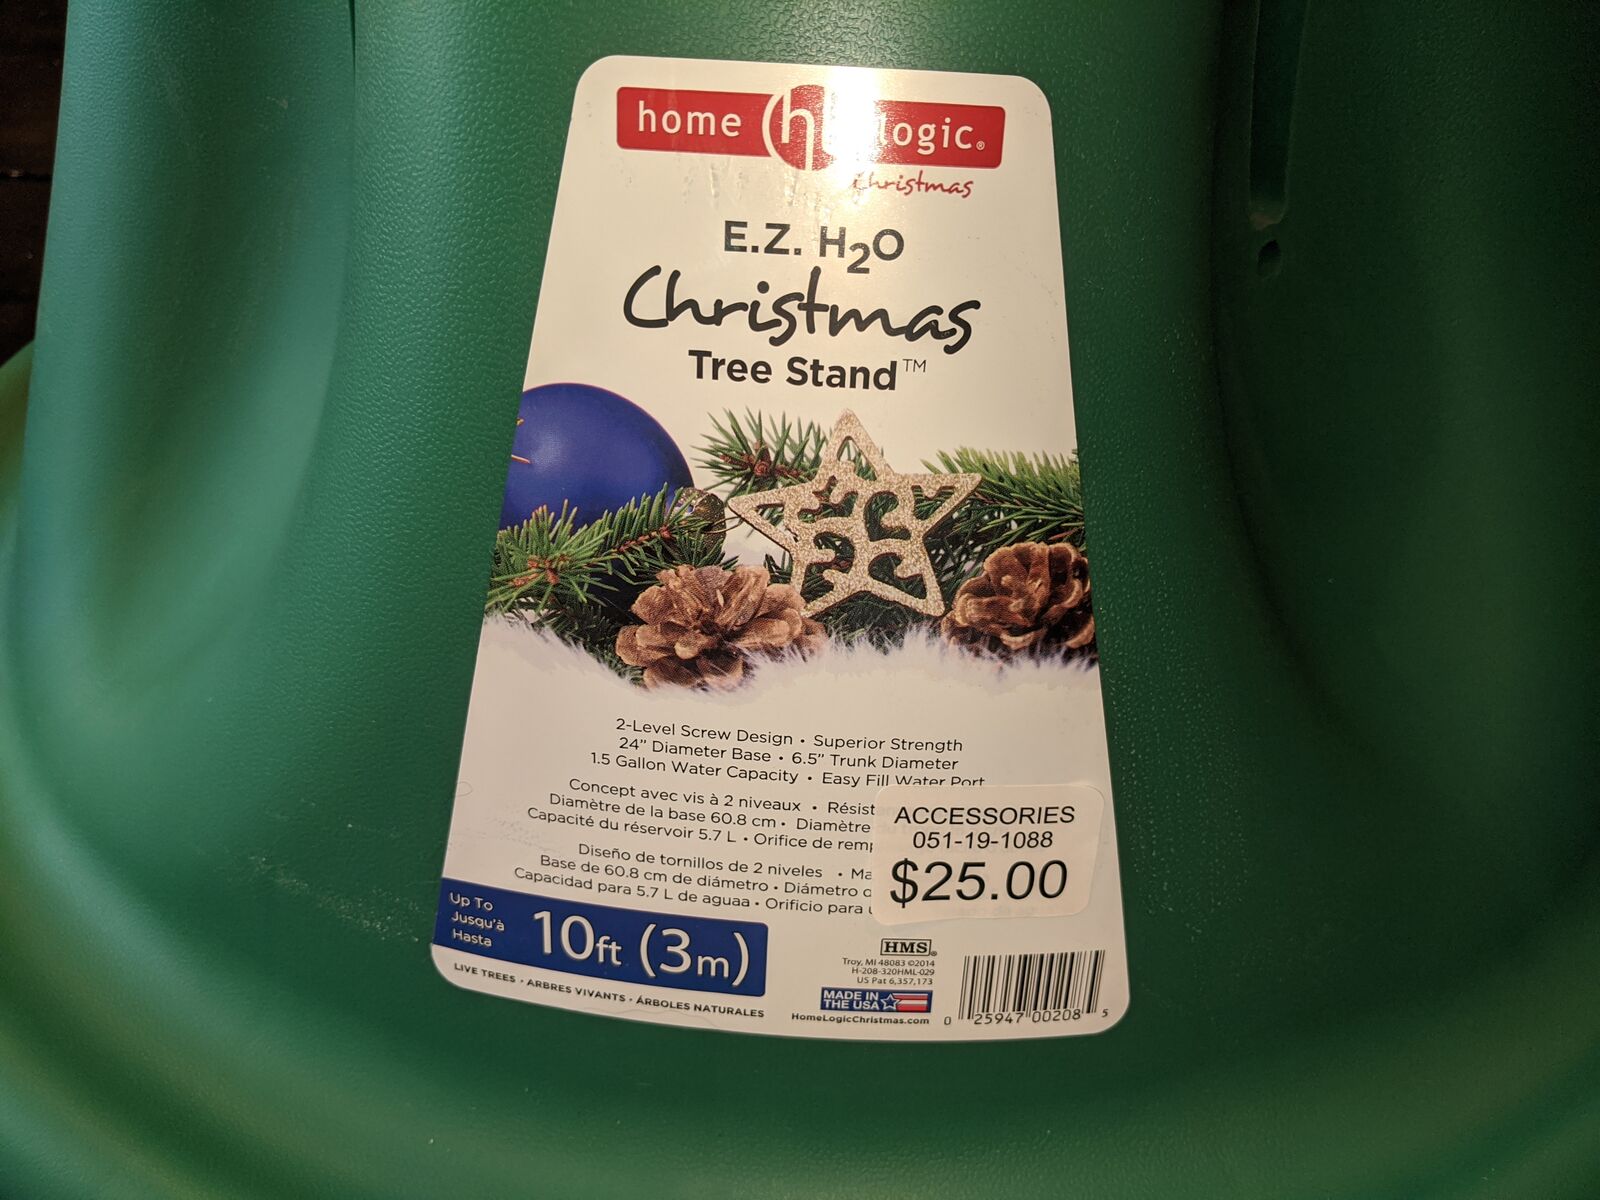 home h logic®
Christmas
E.Z. H₂O
Christmas
Tree Stand™
2-Level Screw Design • Superior Strength
24” Diameter Base • 6.5” Trunk Diameter
1.5 Gallon Water Capacity • Easy Fill Water Port
Concept avec vis à 2 niveaux •
Diamètre de la base 60.8 cm • Diamètre
Capacité du réservoir 5.7 L • Orifice de
Diseño de tornillos de 2 niveles •
Base de 60.8 cm de diámetro • Diámetro
Capacidad para 5.7 L de aguaa • Orificio para
ACCESSORIES
051-19-1088
$25.00
Up To
Jusqu'à
Hasta
10ft (3m)
LIVE TREES • ARBRES VIVANTS • ÁRBOLES NATURALES
HMS®
Troy, MI 48083 ©2014
H-208-320HML-029
US Pat 6,357,173
MADE IN
THE USA
HomeLogicChristmas.com
0 25947 00208 5